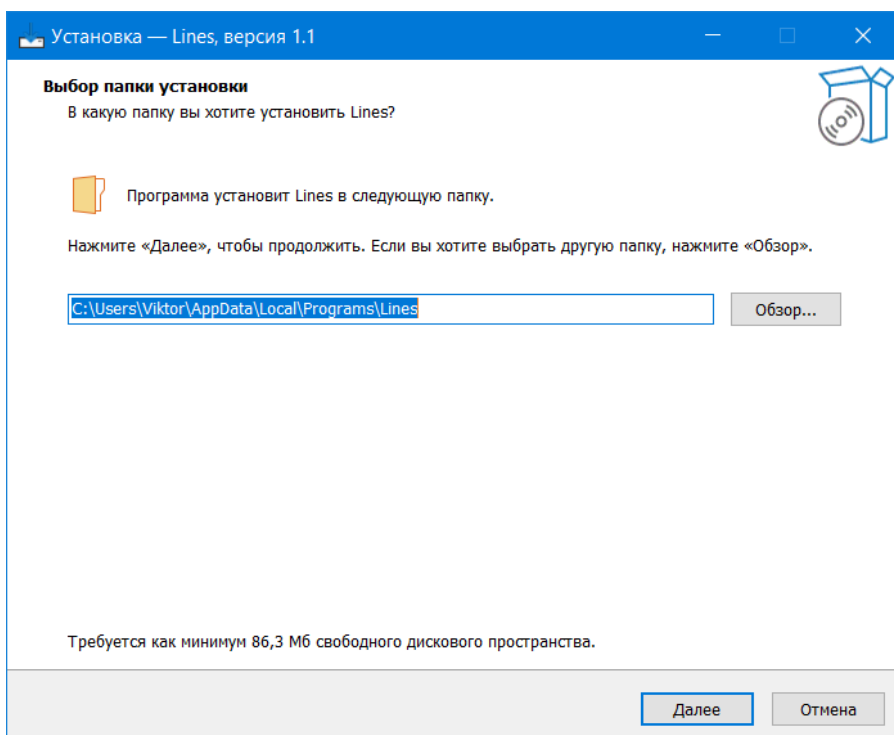 Установка — Lines, версия 1.1
Выбор папки установки
В какую папку вы хотите установить Lines?
Программа установит Lines в следующую папку.
Нажмите «Далее», чтобы продолжить. Если вы хотите выбрать другую папку, нажмите «Обзор».
C:\Users\Viktor\AppData\Local\Programs\Lines
Обзор...
Требуется как минимум 86,3 Мб свободного дискового пространства.
Далее
Отмена